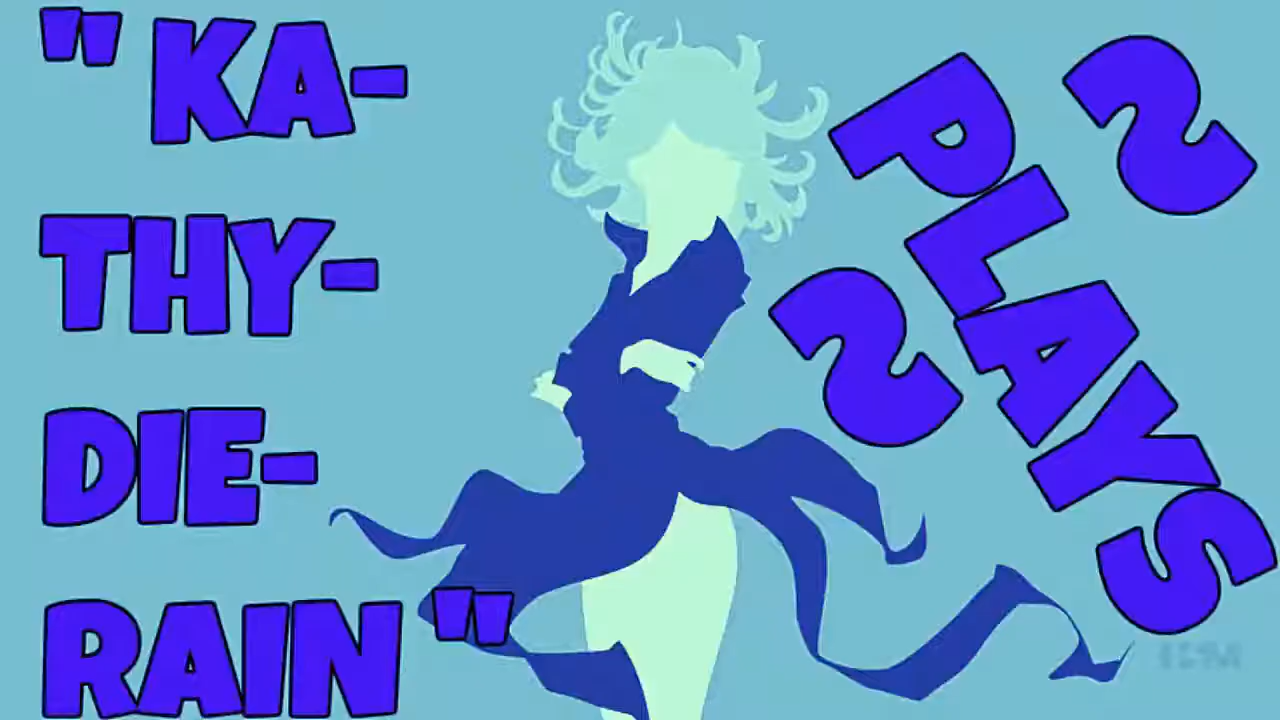 " KA-
THY-
DIE-
RAIN "
~
PLAYS
~